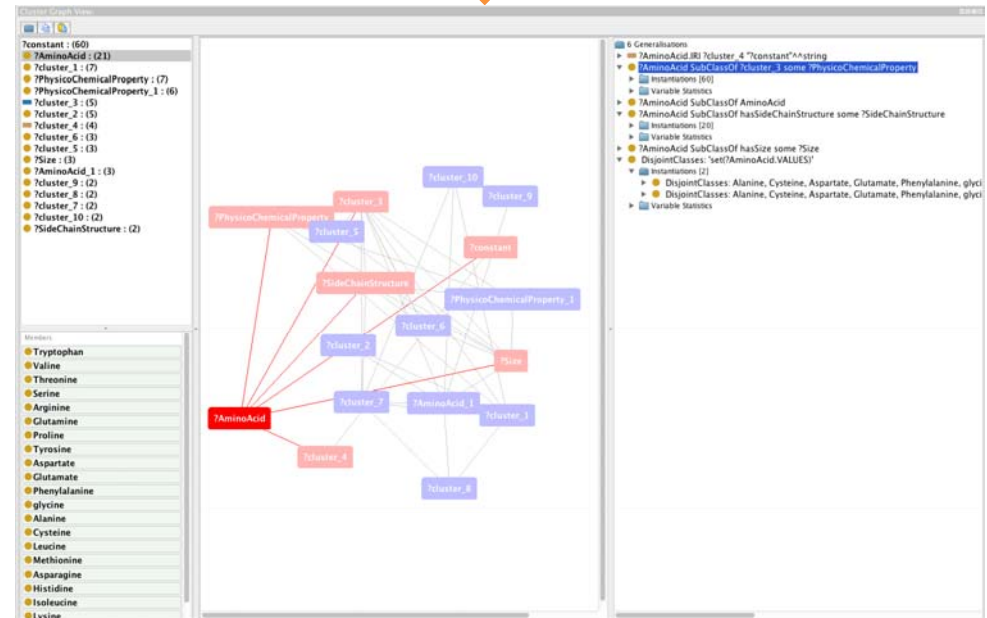 Cluster Graph View
?constant : (60)
?AminoAcid : (21)
?cluster_1 : (7)
?PhysicoChemicalProperty : (7)
?PhysicoChemicalProperty_1 : (6)
?cluster_3 : (5)
?cluster_2 : (5)
?cluster_4 : (4)
?cluster_6 : (3)
?cluster_5 : (3)
?Size : (3)
?AminoAcid_1 : (3)
?cluster_9 : (2)
?cluster_8 : (2)
?cluster_7 : (2)
?cluster_10 : (2)
?SideChainStructure : (2)
Members
Tryptophan
Valine
Threonine
Serine
Arginine
Glutamine
Proline
Tyrosine
Aspartate
Glutamate
Phenylalanine
glycine
Alanine
Cysteine
Leucine
Methionine
Asparagine
Histidine
Isoleucine
Lysine
?cluster_10
?cluster_9
?cluster_3
?PhysicoChemicalProperty
?cluster_5
?constant
?SideChainStructure
?PhysicoChemicalProperty_1
?cluster_6
?cluster_2
?Size
?cluster_7
?AminoAcid_1
?cluster_1
?AminoAcid
?cluster_4
?cluster_8
6 Generalisations
?AminoAcid.IRI ?cluster_4 "?constant"^^string
?AminoAcid SubClassOf ?cluster_3 some ?PhysicoChemicalProperty
Instantiations [60]
Variable Statistics
?AminoAcid SubClassOf AminoAcid
?AminoAcid SubClassOf hasSideChainStructure some ?SideChainStructure
Instantiations [20]
Variable Statistics
?AminoAcid SubClassOf hasSize some ?Size
DisjointClasses: 'set(?AminoAcid.VALUES)'
Instantiations [2]
DisjointClasses: Alanine, Cysteine, Aspartate, Glutamate, Phenylalanine, glyci
DisjointClasses: Alanine, Cysteine, Aspartate, Glutamate, Phenylalanine, glyci
Variable Statistics